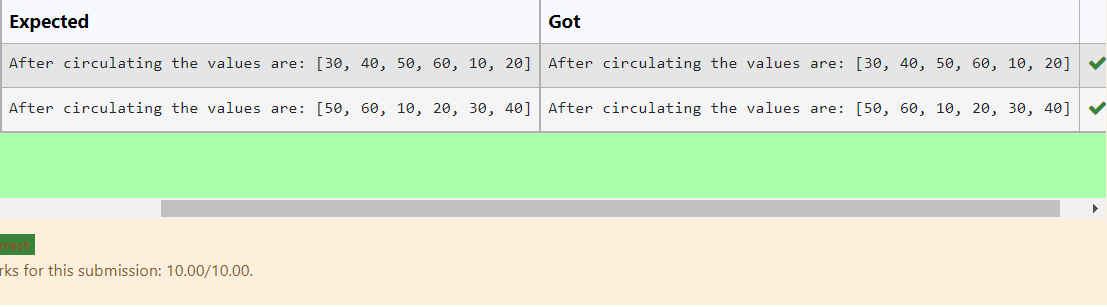 Expected Got
After circulating the values are: [30, 40, 50, 60, 10, 20] After circulating the values are: [30, 40, 50, 60, 10, 20]
After circulating the values are: [50, 60, 10, 20, 30, 40] After circulating the values are: [50, 60, 10, 20, 30, 40]
rrect
rks for this submission: 10.00/10.00.